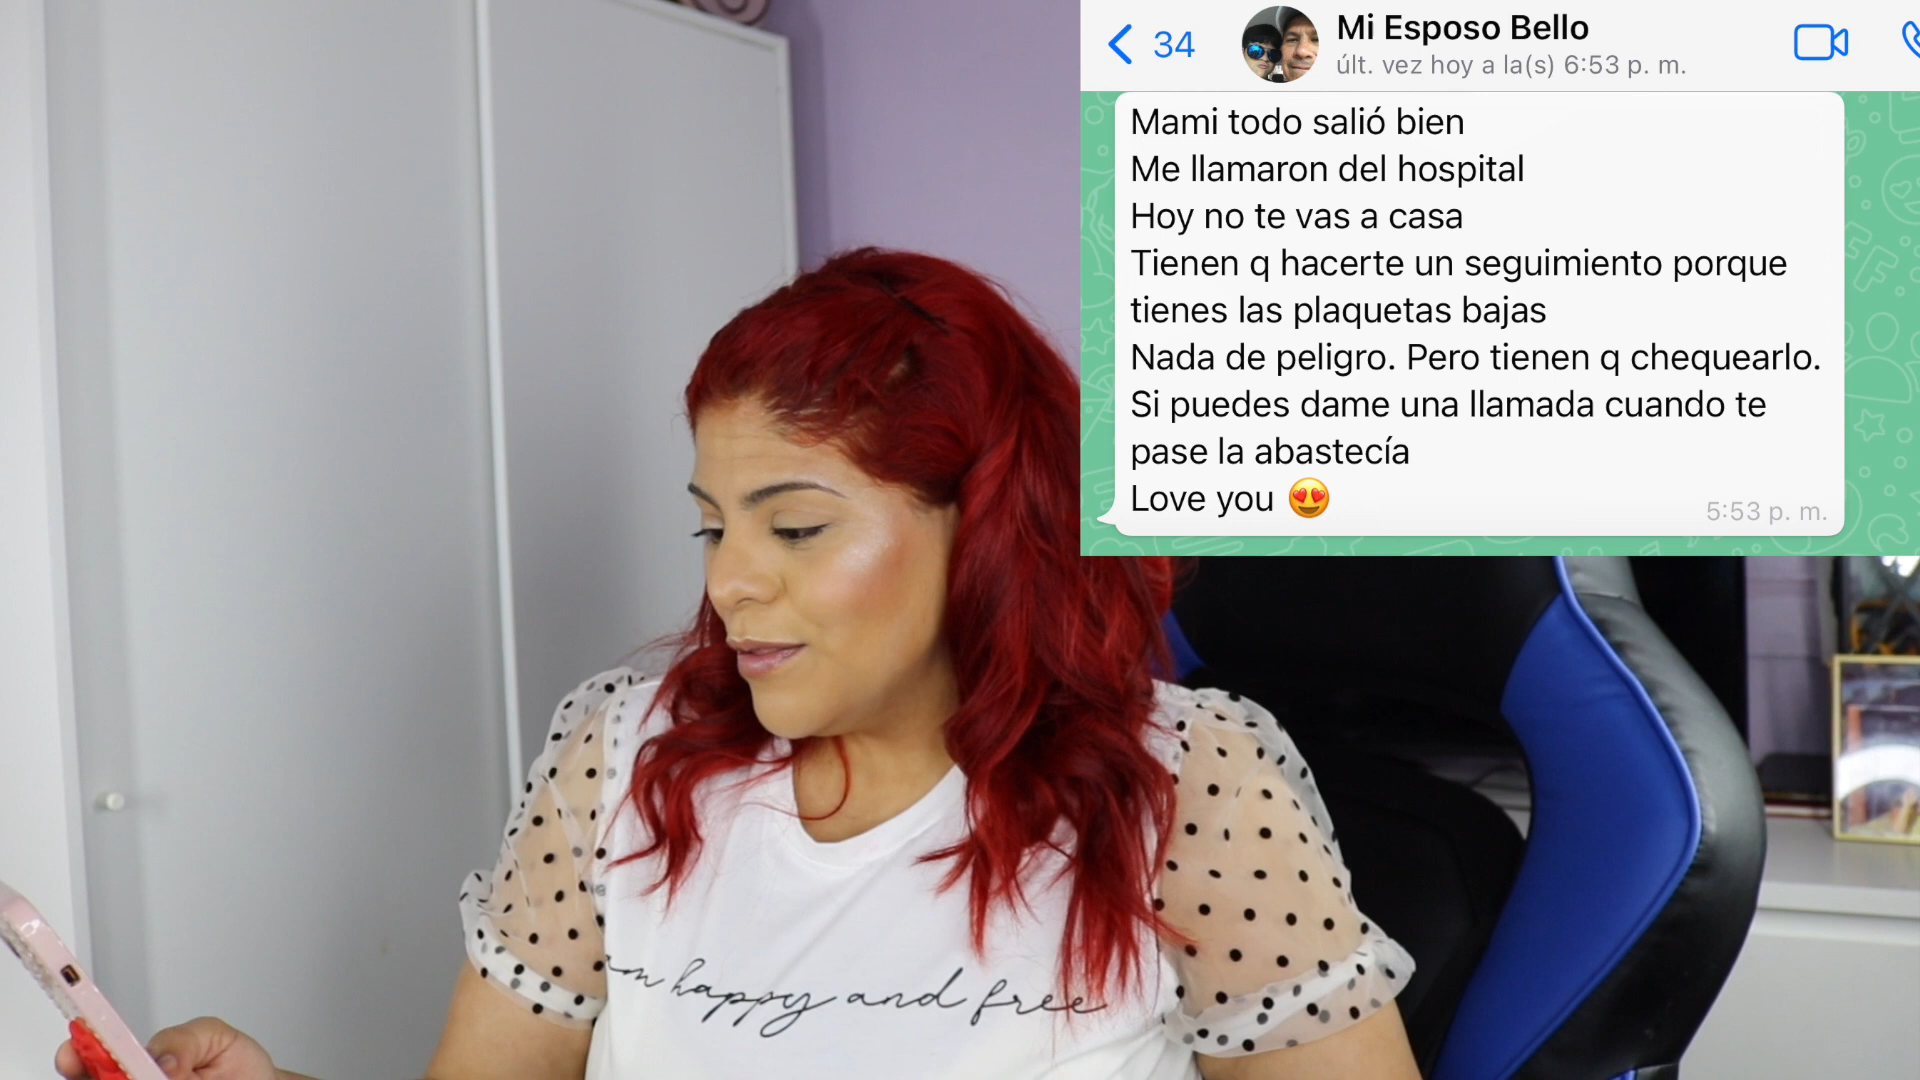 34
Mi Esposo Bello
últ. vez hoy a la(s) 6:53 p. m.
Mami todo salió bien
Me llamaron del hospital
Hoy no te vas a casa
Tienen q hacerte un seguimiento porque
tienes las plaquetas bajas
Nada de peligro. Pero tienen q chequearlo.
Si puedes dame una llamada cuando te
pase la abastecía
Love you 😍
5:53 p. m.
am happy and free